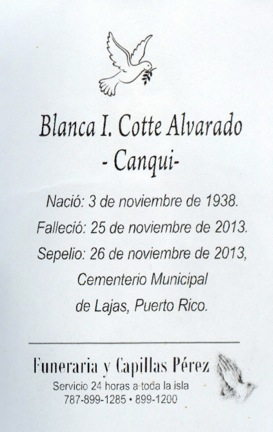 Blanca I. Cotte Alvarado
- Canqui-
Nació: 3 de noviembre de 1938.
Falleció: 25 de noviembre de 2013.
Sepelio: 26 de noviembre de 2013,
Cementerio Municipal
de Lajas, Puerto Rico.
Funeraria y Capillas Pérez
Servicio 24 horas a toda la isla
787-899-1285 • 899-1200